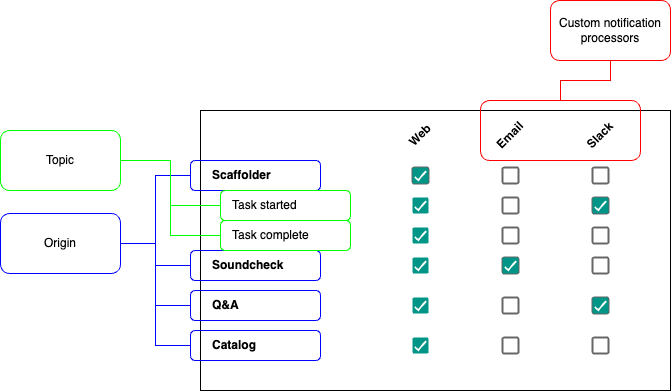 Custom notification
processors
Web
Email
Slack
Topic
Scaffolder
Task started
Task complete
Origin
Soundcheck
Q&A
Catalog